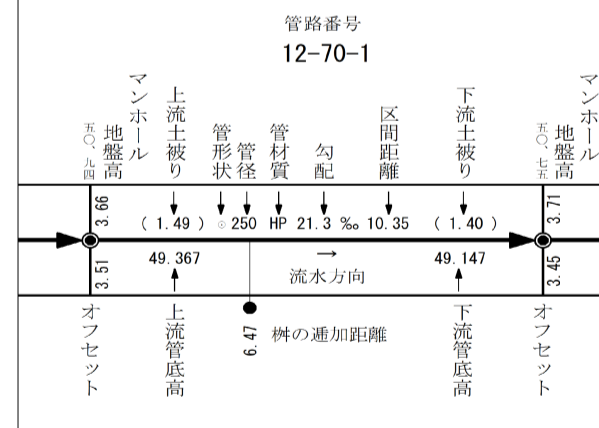 管路番号
12-70-1
マンホール
地盤高
五〇、九四
上流土被り
管形状
管径
管材質
勾配
区間距離
下流土被り
マンホール
地盤高
五〇、七五
3.66
( 1.49 ) ◎ 250 HP 21.3 ‰ 10.35 ( 1.40 )
3.71
3.51
49.367
→
流水方向
49.147
3.45
オフセット
上流管底高
6.47
桝の逓加距離
下流管底高
オフセット